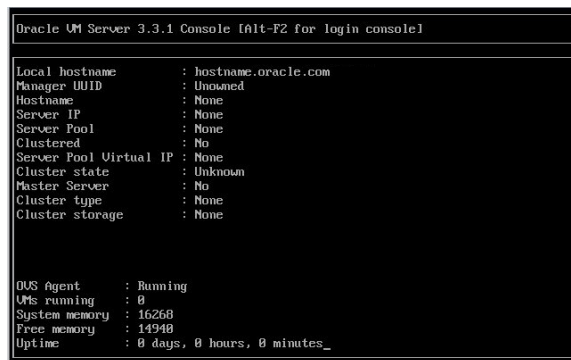 Oracle VM Server 3.3.1 Console [Alt-F2 for login console]
Local hostname : hostname.oracle.com
Manager UUID : Unowned
Hostname : None
Server IP : None
Server Pool : None
Clustered : No
Server Pool Virtual IP : None
Cluster state : Unknown
Master Server : No
Cluster type : None
Cluster storage : None
OVS Agent : Running
VMs running : 0
System memory : 16268
Free memory : 14940
Uptime : 0 days, 0 hours, 0 minutes_